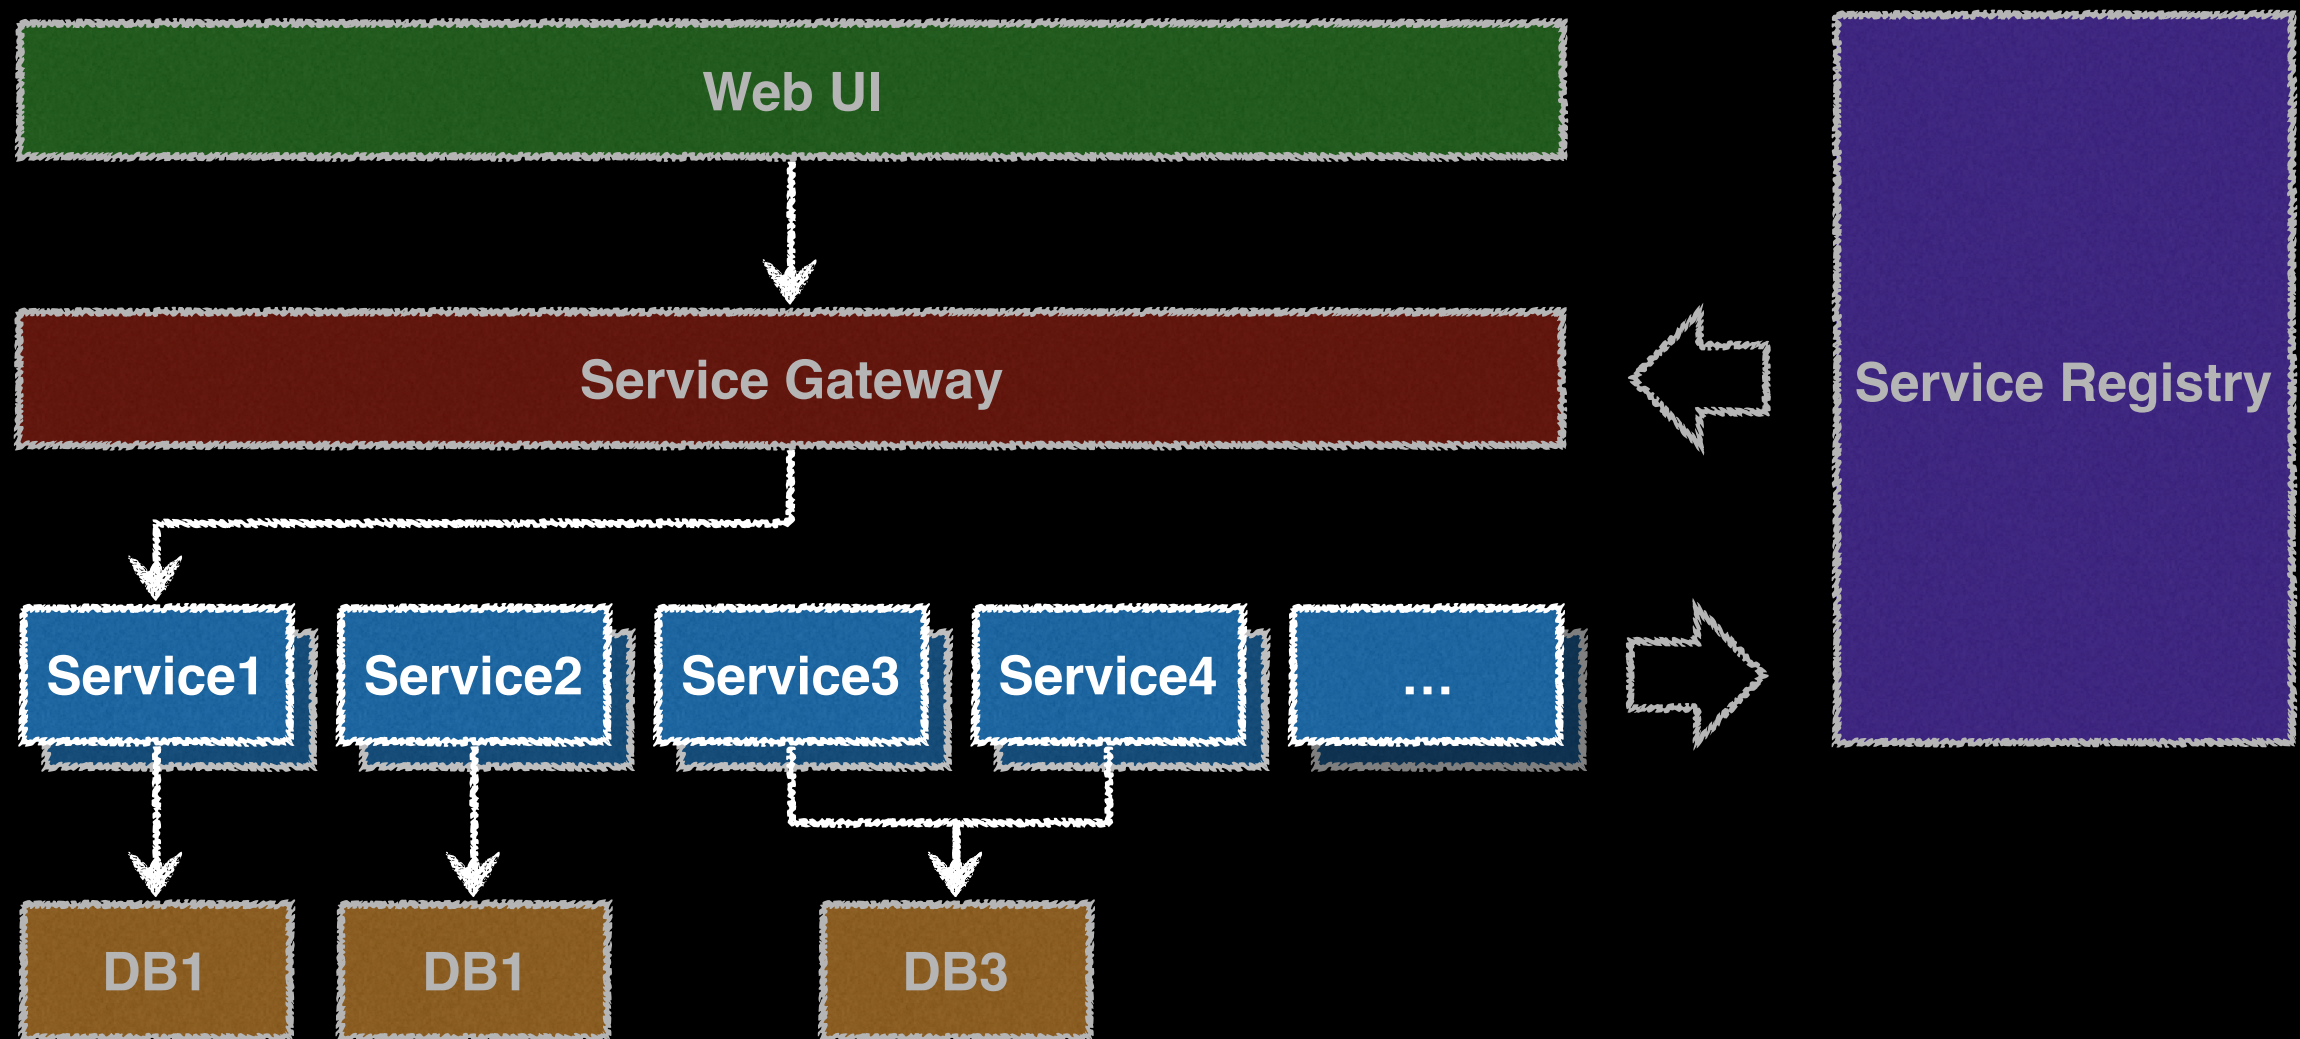 Web UI
Service Gateway
Service Registry
Service1
Service2
Service3
Service4
...
DB1
DB1
DB3